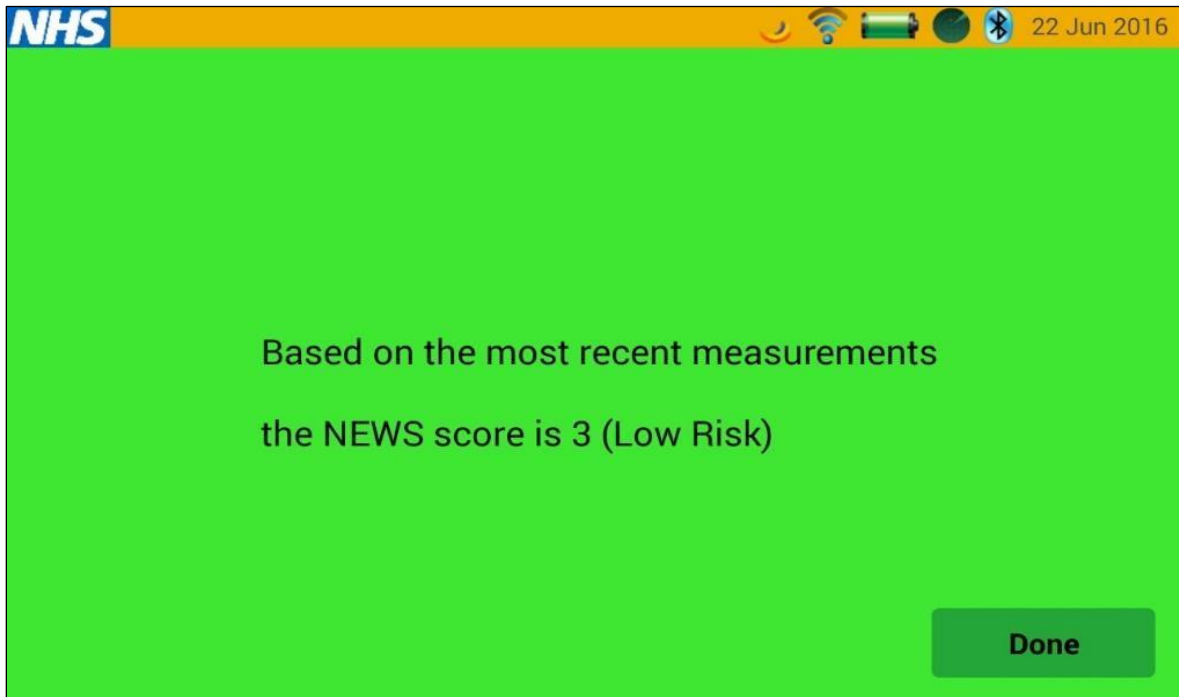 NHS
22 Jun 2016
Based on the most recent measurements
the NEWS score is 3 (Low Risk)
Done